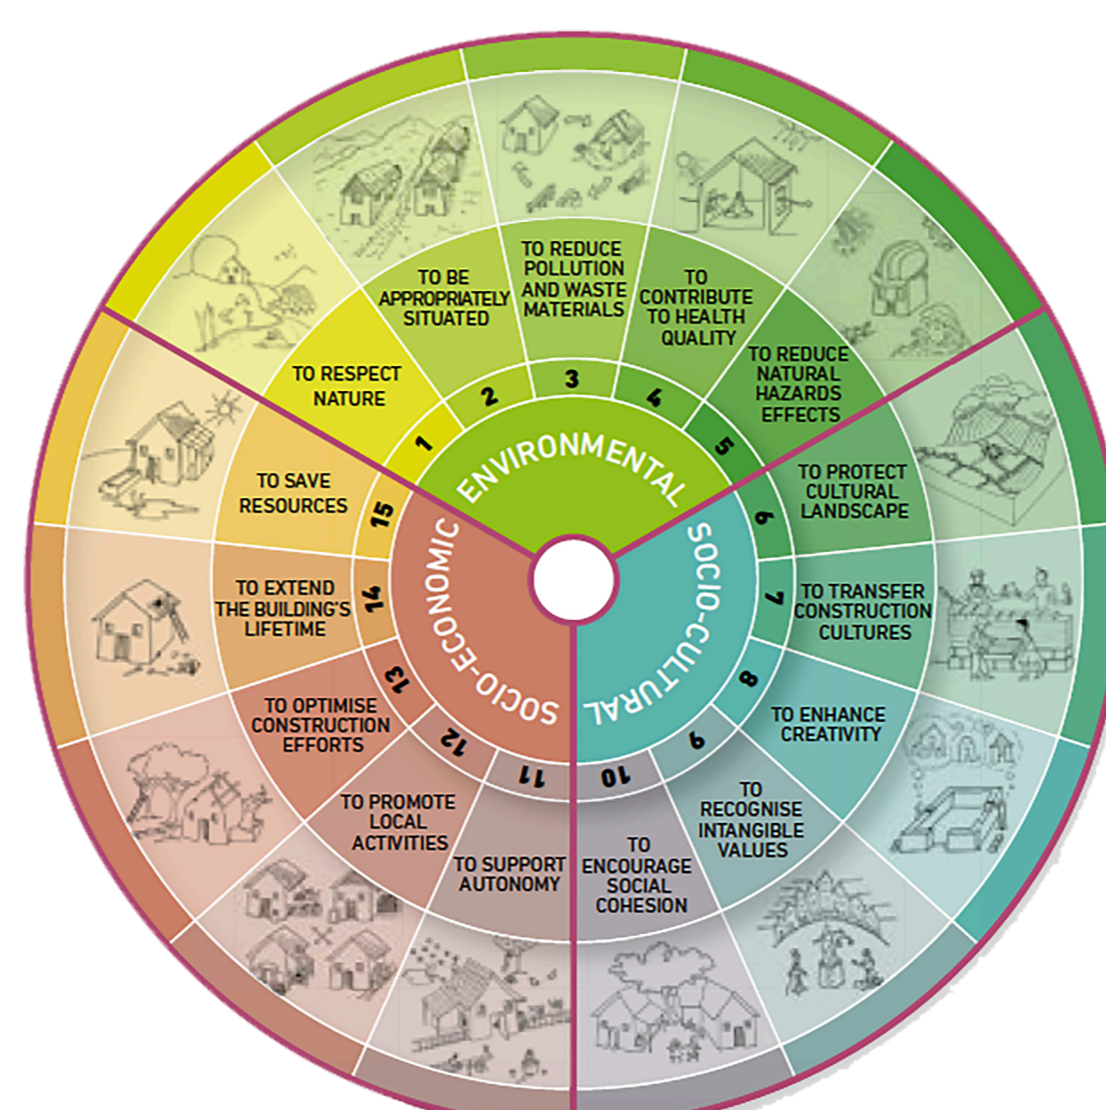 ENVIRONMENTAL
1
TO RESPECT
NATURE
2
TO BE
APPROPRIATELY
SITUATED
3
TO REDUCE
POLLUTION
AND WASTE
MATERIALS
4
TO
CONTRIBUTE
TO HEALTH
QUALITY
5
TO REDUCE
NATURAL
HAZARDS
EFFECTS
SOCIO-CULTURAL
6
TO PROTECT
CULTURAL
LANDSCAPE
7
TO TRANSFER
CONSTRUCTION
CULTURES
8
TO ENHANCE
CREATIVITY
9
TO
RECOGNISE
INTANGIBLE
VALUES
10
TO
ENCOURAGE
SOCIAL
COHESION
SOCIO-ECONOMIC
11
TO SUPPORT
AUTONOMY
12
TO PROMOTE
LOCAL
ACTIVITIES
13
TO OPTIMISE
CONSTRUCTION
EFFORTS
14
TO EXTEND
THE BUILDING'S
LIFETIME
15
TO SAVE
RESOURCES